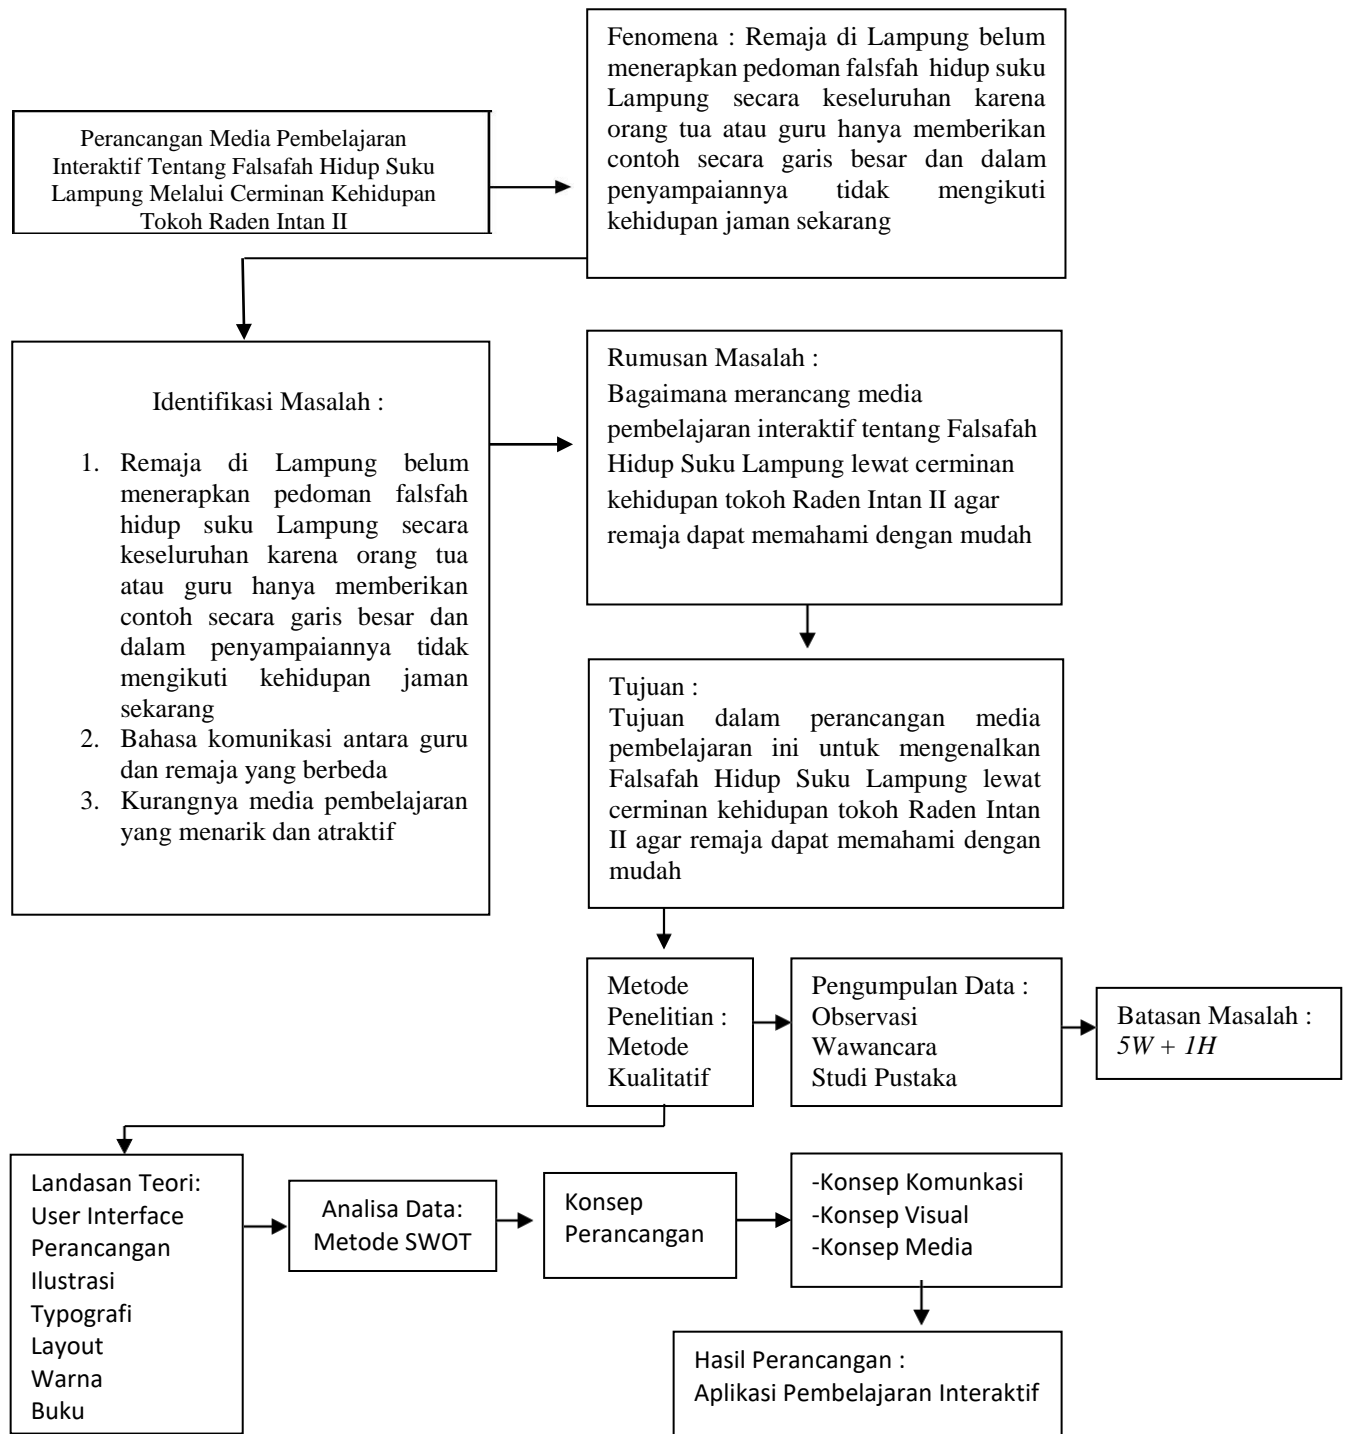 Perancangan Media Pembelajaran
Interaktif Tentang Falsafah Hidup Suku
Lampung Melalui Cerminan Kehidupan
Tokoh Raden Intan II
Fenomena : Remaja di Lampung belum
menerapkan pedoman falsfah hidup suku
Lampung secara keseluruhan karena
orang tua atau guru hanya memberikan
contoh secara garis besar dan dalam
penyampaiannya tidak mengikuti
kehidupan jaman sekarang
Identifikasi Masalah :
1. Remaja di Lampung belum
menerapkan pedoman falsfah
hidup suku Lampung secara
keseluruhan karena orang tua
atau guru hanya memberikan
contoh secara garis besar dan
dalam penyampaiannya tidak
mengikuti kehidupan jaman
sekarang
2. Bahasa komunikasi antara guru
dan remaja yang berbeda
3. Kurangnya media pembelajaran
yang menarik dan atraktif
Rumusan Masalah :
Bagaimana merancang media
pembelajaran interaktif tentang Falsafah
Hidup Suku Lampung lewat cerminan
kehidupan tokoh Raden Intan II agar
remaja dapat memahami dengan mudah
Tujuan :
Tujuan dalam perancangan media
pembelajaran ini untuk mengenalkan
Falsafah Hidup Suku Lampung lewat
cerminan kehidupan tokoh Raden Intan
II agar remaja dapat memahami dengan
mudah
Metode
Penelitian :
Metode
Kualitatif
Pengumpulan Data :
Observasi
Wawancara
Studi Pustaka
Batasan Masalah :
5W + 1H
Landasan Teori:
User Interface
Perancangan
Ilustrasi
Typografi
Layout
Warna
Buku
Analisa Data:
Metode SWOT
Konsep
Perancangan
-Konsep Komunkasi
-Konsep Visual
-Konsep Media
Hasil Perancangan :
Aplikasi Pembelajaran Interaktif